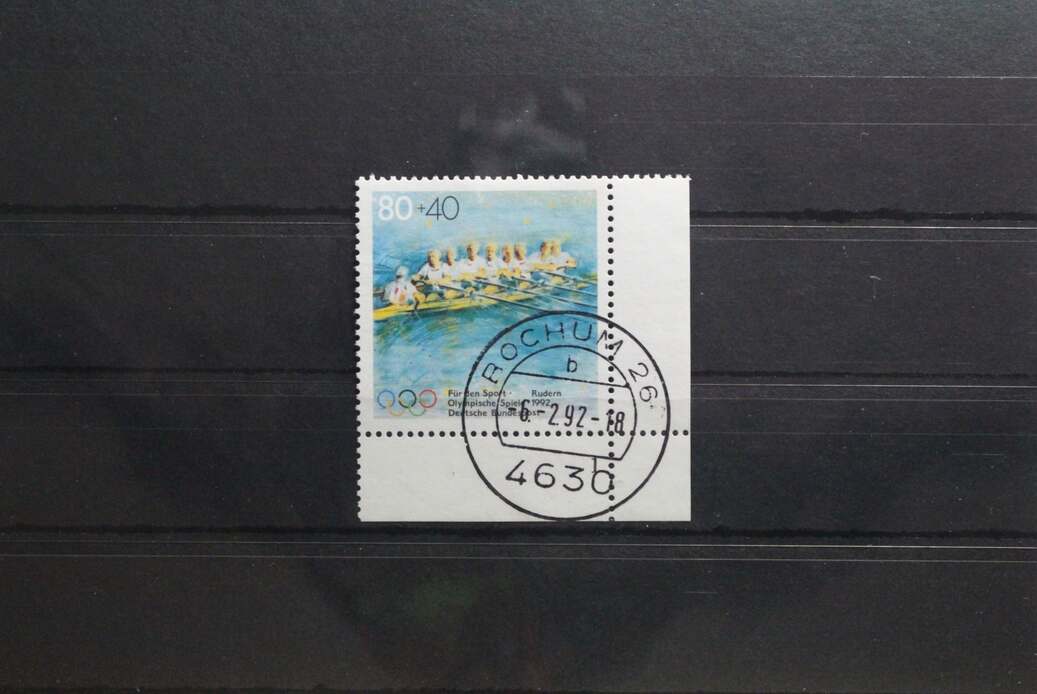 80 +40
Für den Sport · Rudern
Olympische Spiele 1992
Deutsche Bundespost
BOCHUM 26
b
-6.-2.92-18
4630